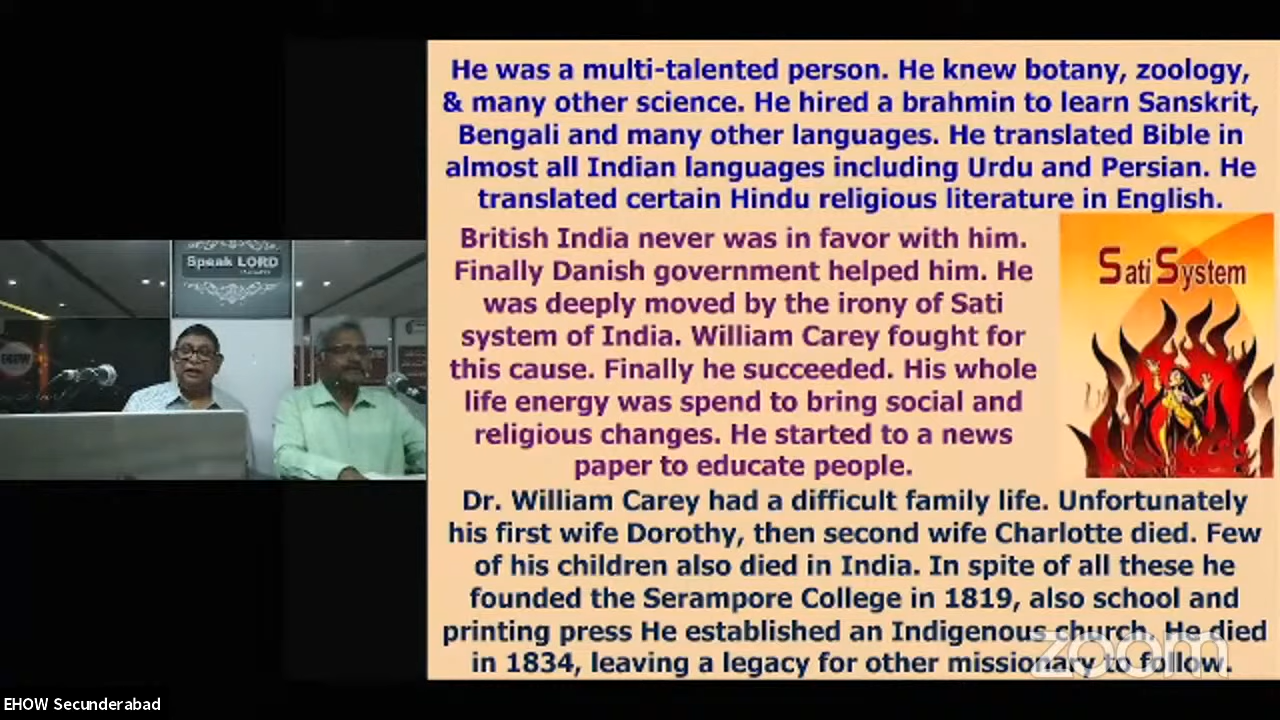 He was a multi-talented person. He knew botany, zoology,
& many other science. He hired a brahmin to learn Sanskrit,
Bengali and many other languages. He translated Bible in
almost all Indian languages including Urdu and Persian. He
translated certain Hindu religious literature in English.
British India never was in favor with him.
Finally Danish government helped him. He
was deeply moved by the irony of Sati
system of India. William Carey fought for
this cause. Finally he succeeded. His whole
life energy was spend to bring social and
religious changes. He started to a news
paper to educate people.
Sati System
Dr. William Carey had a difficult family life. Unfortunately
his first wife Dorothy, then second wife Charlotte died. Few
of his children also died in India. In spite of all these he
founded the Serampore College in 1819, also school and
printing press He established an Indigenous church. He died
in 1834, leaving a legacy for other missionary to follow.
zoom
Speak LORD
EHOW
EHOW Secunderabad